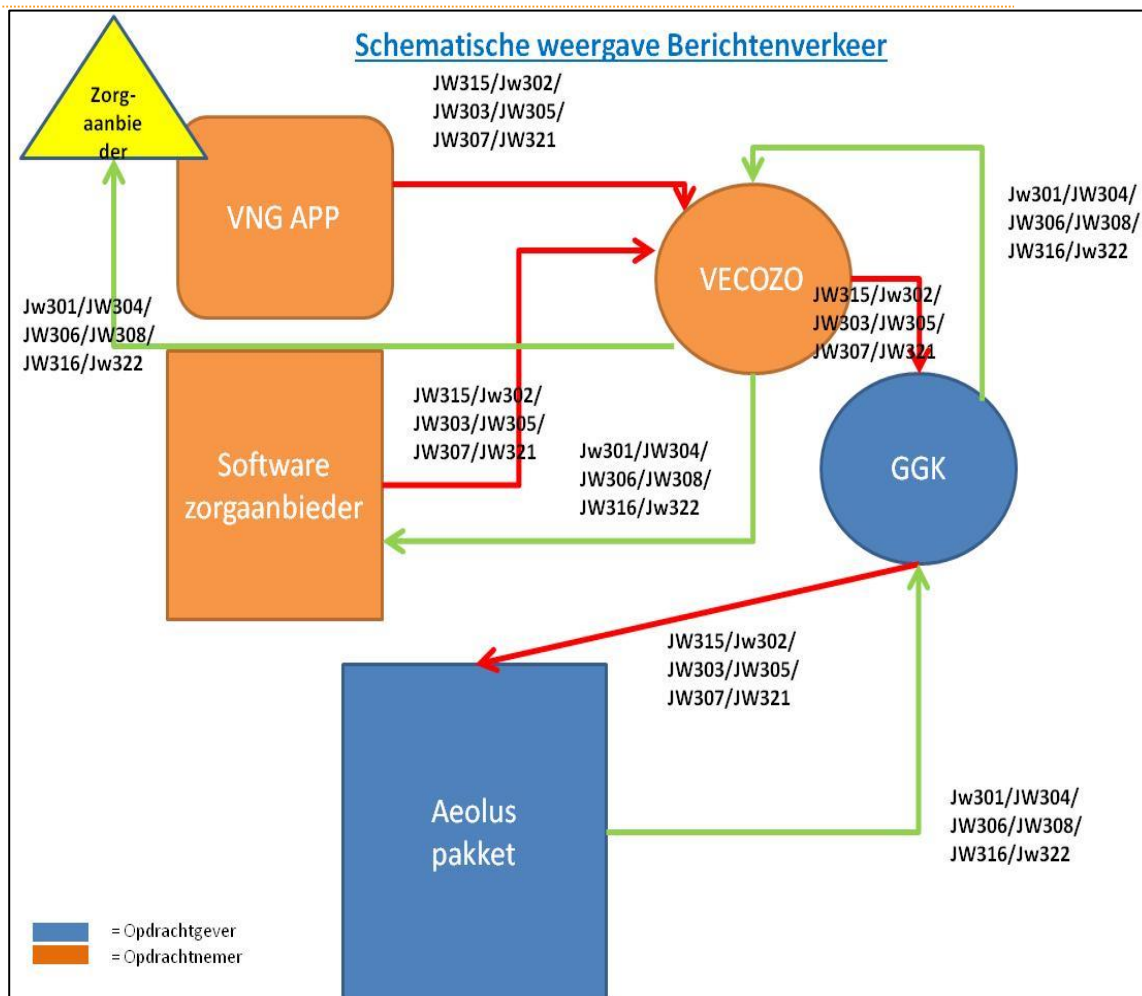 Schematische weergave Berichtenverkeer
Zorg-
aanbie
der
JW315/Jw302/
JW303/JW305/
JW307/JW321
VNG APP
VECOZO
Jw301/JW304/
JW306/JW308/
JW316/Jw322
JW315/Jw302/
JW303/JW305/
JW307/JW321
Jw301/JW304/
JW306/JW308/
JW316/Jw322
Software
zorgaanbieder
JW315/Jw302/
JW303/JW305/
JW307/JW321
Jw301/JW304/
JW306/JW308/
JW316/Jw322
GGK
JW315/Jw302/
JW303/JW305/
JW307/JW321
Aeolus
pakket
Jw301/JW304/
JW306/JW308/
JW316/Jw322
= Opdrachtgever
= Opdrachtnemer